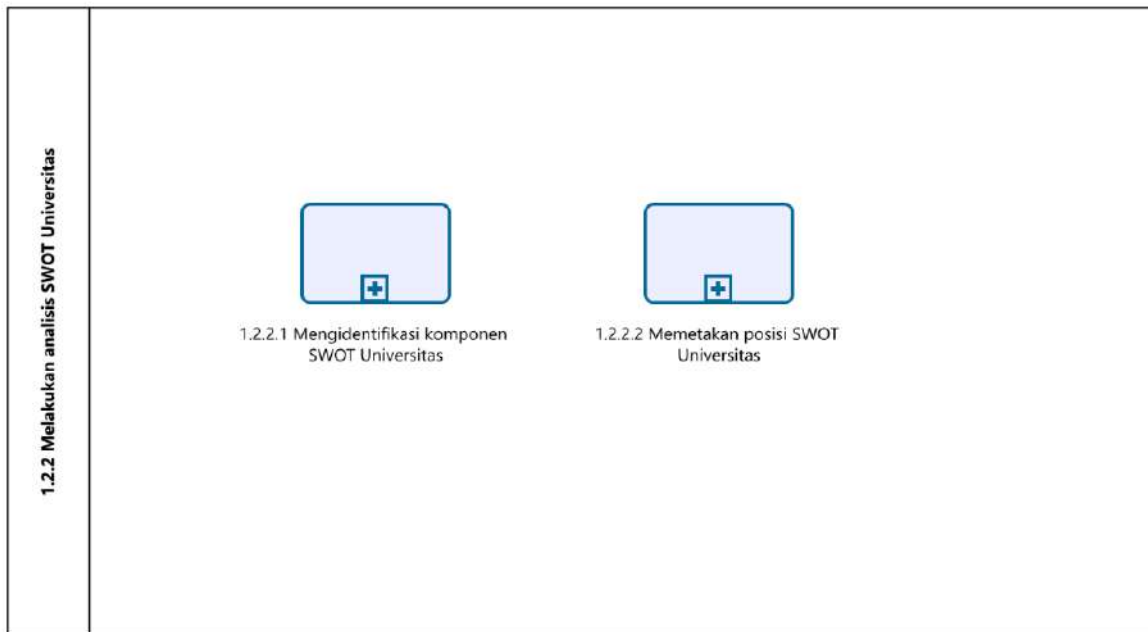 1.2.2 Melakukan analisis SWOT Universitas
1.2.2.1 Mengidentifikasi komponen
SWOT Universitas
1.2.2.2 Memetakan posisi SWOT
Universitas